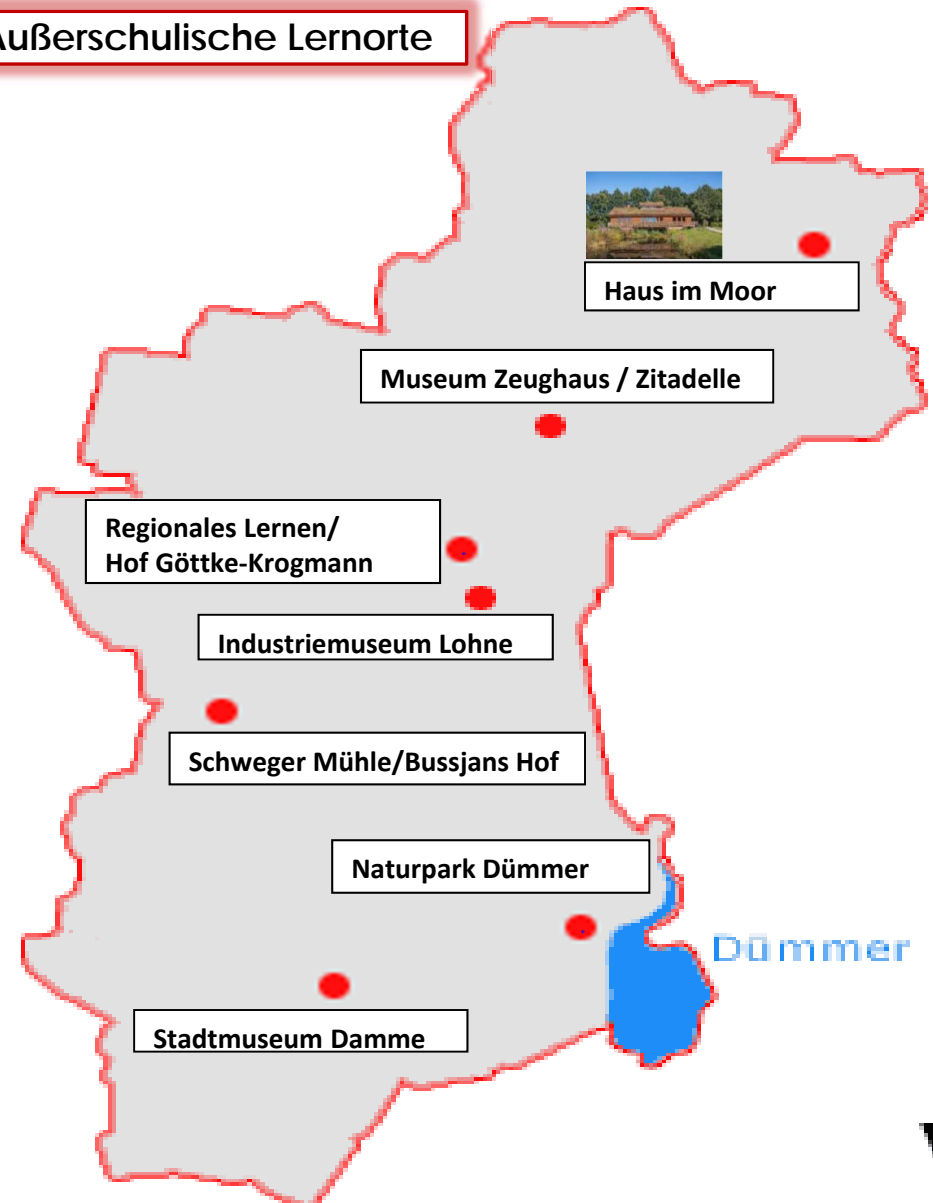 Außerschulische Lernorte
Haus im Moor
Museum Zeughaus / Zitadelle
Regionales Lernen/
Hof Göttke-Krogmann
Industriemuseum Lohne
Schweger Mühle/Bussjans Hof
Naturpark Dümmer
Dümmer
Stadtmuseum Damme